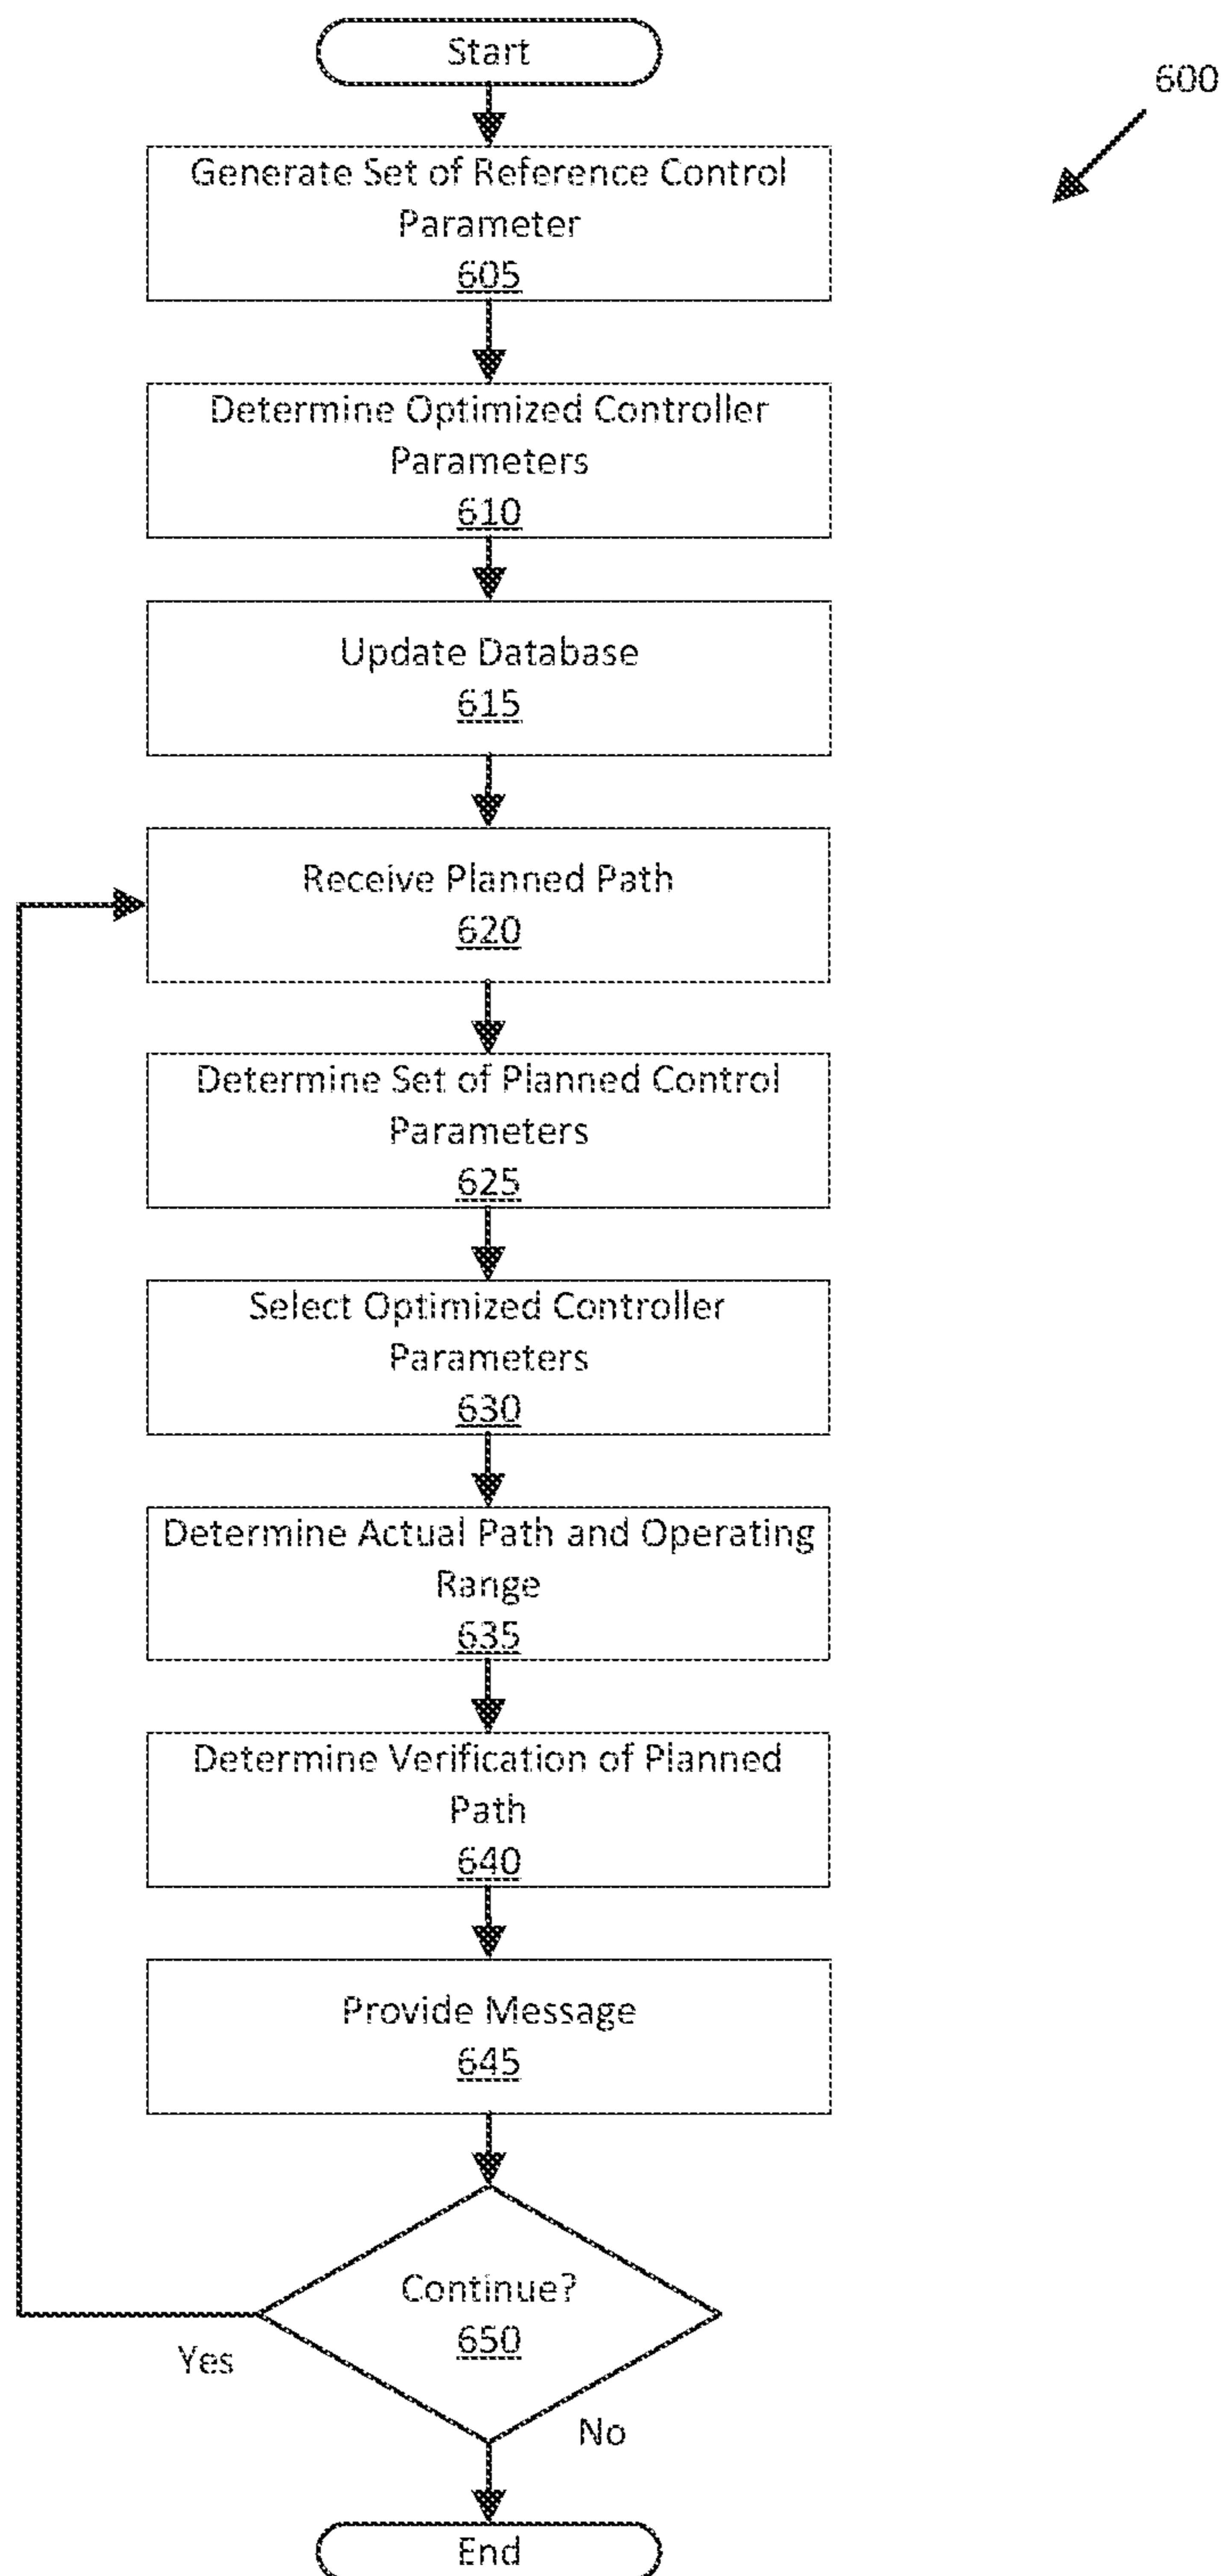 Start
600
Generate Set of Reference Control
Parameter
605
Determine Optimized Controller
Parameters
610
Update Database
615
Receive Planned Path
620
Determine Set of Planned Control
Parameters
625
Select Optimized Controller
Parameters
630
Determine Actual Path and Operating
Range
635
Determine Verification of Planned
Path
640
Provide Message
645
Continue?
650
Yes
No
End